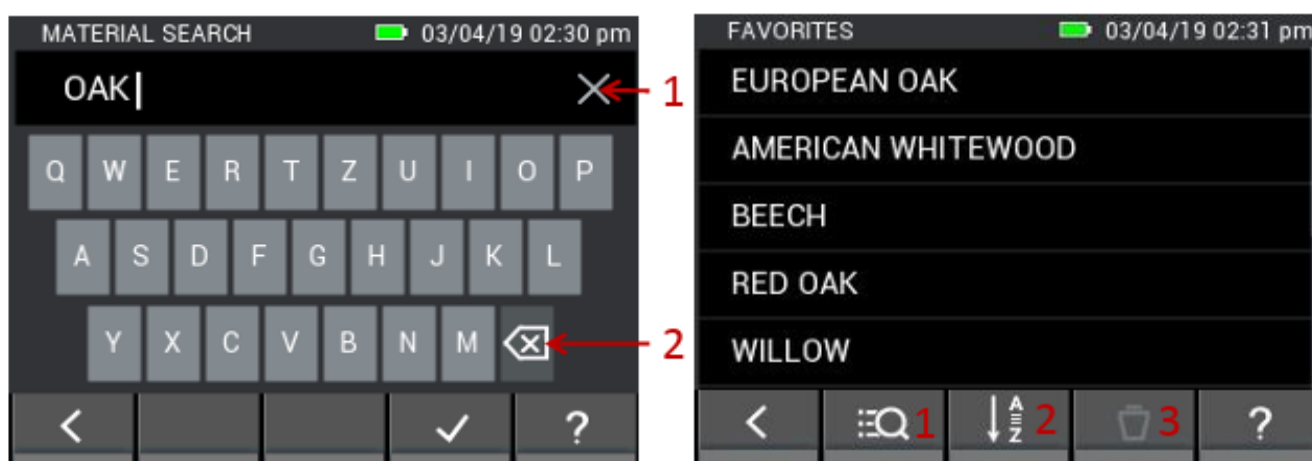 MATERIAL SEARCH 03/04/19 02:30 pm
OAK
1
Q W E R T Z U I O P
A S D F G H J K L
Y X C V B N M
2
?
FAVORITES 03/04/19 02:31 pm
EUROPEAN OAK
AMERICAN WHITEWOOD
BEECH
RED OAK
WILLOW
1 A Z 2 3 ?